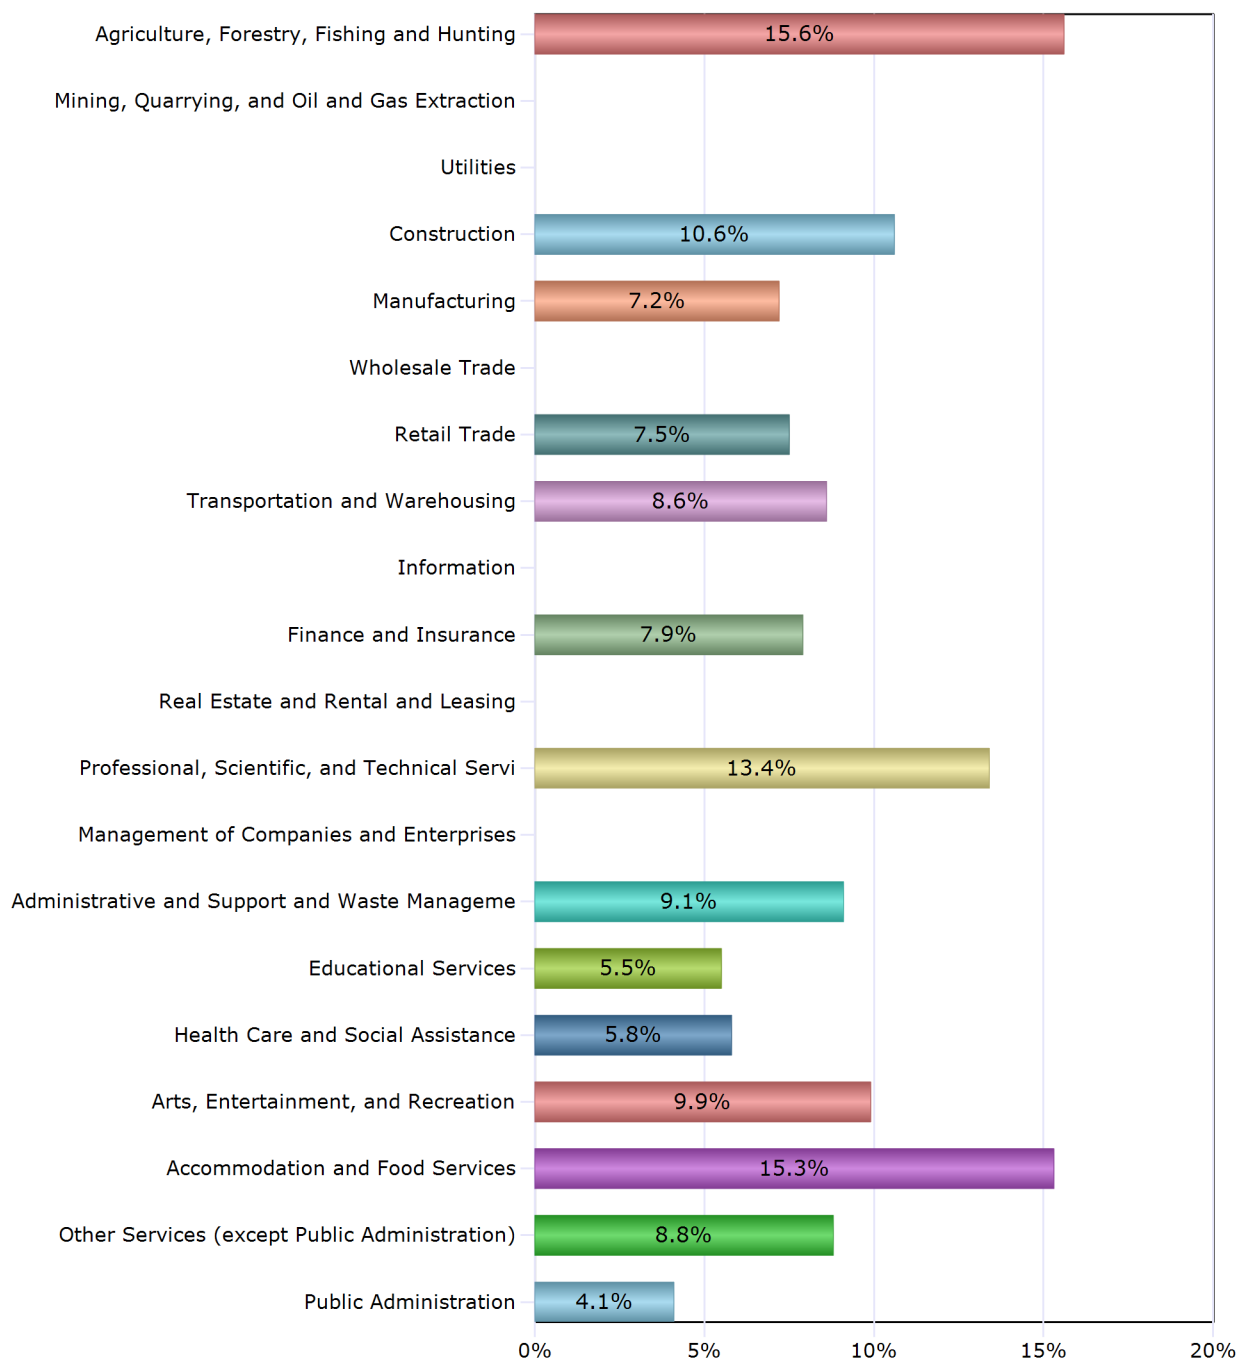 Agriculture, Forestry, Fishing and Hunting 15.6%
Mining, Quarrying, and Oil and Gas Extraction
Utilities
Construction 10.6%
Manufacturing 7.2%
Wholesale Trade
Retail Trade 7.5%
Transportation and Warehousing 8.6%
Information
Finance and Insurance 7.9%
Real Estate and Rental and Leasing
Professional, Scientific, and Technical Servi 13.4%
Management of Companies and Enterprises
Administrative and Support and Waste Manageme 9.1%
Educational Services 5.5%
Health Care and Social Assistance 5.8%
Arts, Entertainment, and Recreation 9.9%
Accommodation and Food Services 15.3%
Other Services (except Public Administration) 8.8%
Public Administration 4.1%
0% 5% 10% 15% 20%